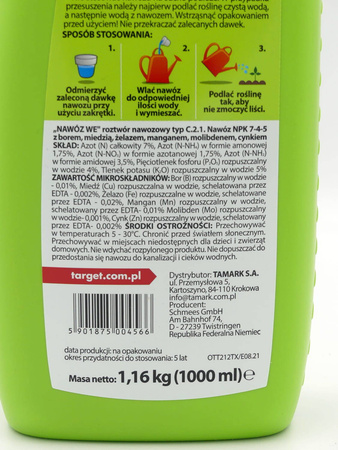 przesuszenia należy najpierw podlać roślinę czystą wodą,
a następnie wodą z nawozem. Wstrząsnąć opakowaniem
przed użyciem! Nie przekraczać zalecanych dawek.
SPOSÓB STOSOWANIA:
1.
2.
3.
Odmierzyć
zaleconą dawkę
nawozu przy
użyciu zakrętki.
Wlać nawóz
do odpowiedniej
ilości wody
i wymieszać.
Podlać roślinę
tak, aby
nie zmoczyć liści.
„NAWÓZ WE" roztwór nawozowy typ C.2.1. Nawóz NPK 7-4-5
z borem, miedzią, żelazem, manganem, molibdenem, cynkiem
SKŁAD: Azot (N) całkowity 7%, Azot (N-NH₄) w formie amonowej
1,75%, Azot (N-NO₃) w formie azotanowej 1,75%, Azot (N-NH₂) w
formie amidowej 3,5%, Pięciotlenek fosforu (P₂O₅) rozpuszczalny
w wodzie 4%, Tlenek potasu (K₂O) rozpuszczalny w wodzie 5%
ZAWARTOŚĆ MIKROSKŁADNIKÓW: Bor (B) rozpuszczalny w wodzie
- 0,01%, Miedź (Cu) rozpuszczalna w wodzie, schelatowana przez
EDTA - 0,002%, Żelazo (Fe) rozpuszczalne w wodzie, schelatowane
przez EDTA - 0,02%, Mangan (Mn) rozpuszczalny w wodzie,
schelatowany przez EDTA- 0,01% Molibden (Mo) rozpuszczalny w
wodzie -0,001%, Cynk (Zn) rozpuszczalny w wodzie, schelatowany
przez EDTA- 0,002% ŚRODKI OSTROŻNOŚCI: Przechowywać
w temperaturach 5 - 30°C. Chronić przed światłem słonecznym.
Przechowywać w miejscach niedostępnych dla dzieci i zwierząt
domowych. Nie wdychać rozpylonego produktu. Nie dopuszczać do
przedostania się nawozu do kanalizacji i cieków wodnych.
target.com.pl
5 901875 004566
Dystrybutor: TAMARK S.A.
ul. Przemysłowa 5,
Kartoszyno, 84-110 Krokowa
info@tamark.com.pl
Producent:
Schmees GmbH
Am Bahnhof 74,
D - 27239 Twistringen
Republika Federalna Niemiec
data produkcji: na opakowaniu
okres przydatności do stosowania: 5 lat
OTT212TX/E08.21
Masa netto: 1,16 kg (1000 ml) e